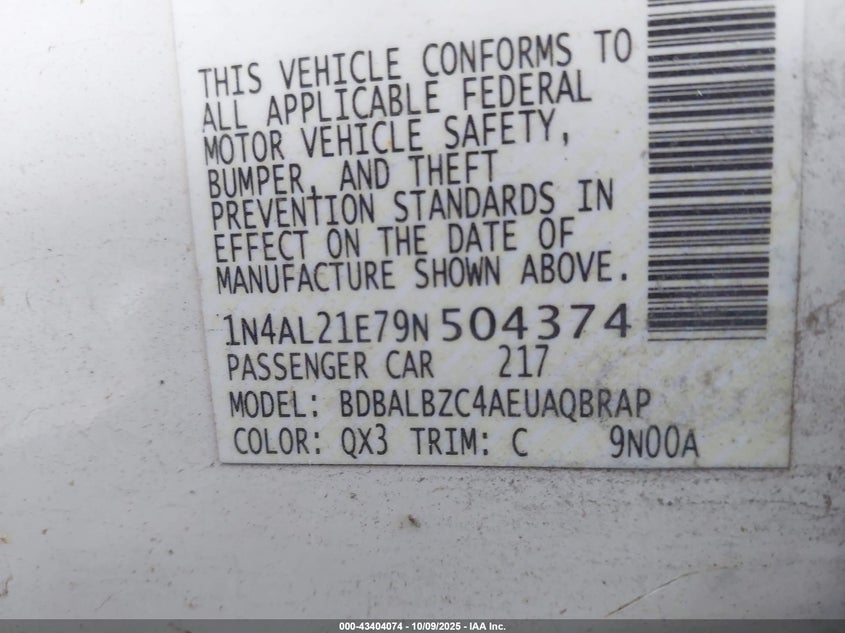 THIS VEHICLE CONFORMS TO
ALL APPLICABLE FEDERAL
MOTOR VEHICLE SAFETY,
BUMPER, AND THEFT
PREVENTION STANDARDS IN
EFFECT ON THE DATE OF
MANUFACTURE SHOWN ABOVE.
1N4AL21E79N504374
PASSENGER CAR 217
MODEL: BDBALBZC4AEUAQBRAP
COLOR: QX3 TRIM: C 9N00A
000-43404074 - 10/09/2025 - IAA Inc.